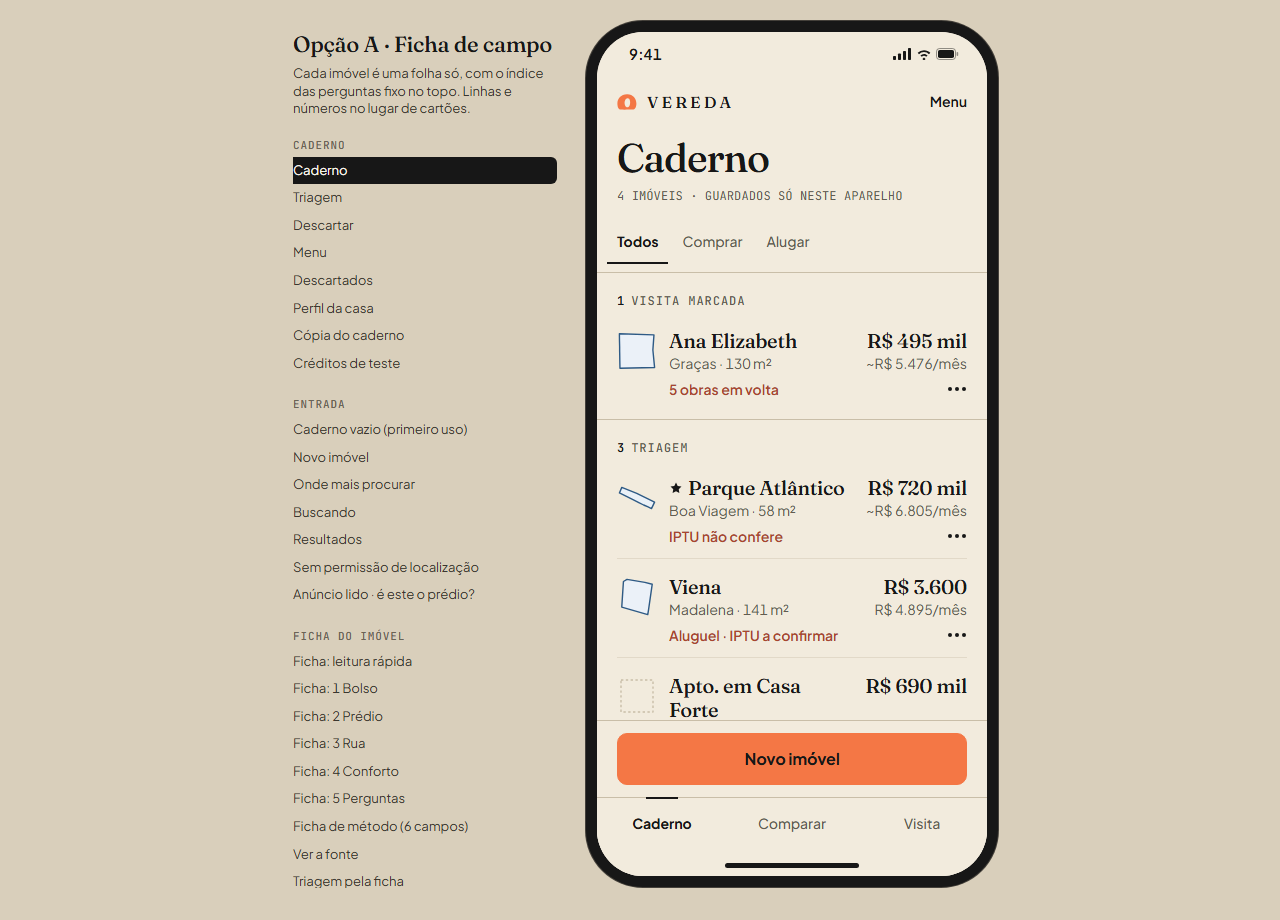 Opção A · Ficha de campo
Cada imóvel é uma folha só, com o índice
das perguntas fixo no topo. Linhas e
números no lugar de cartões.
CADERNO
Caderno
Triagem
Descartar
Menu
Descartados
Perfil da casa
Cópia do caderno
Créditos de teste
ENTRADA
Caderno vazio (primeiro uso)
Novo imóvel
Onde mais procurar
Buscando
Resultados
Sem permissão de localização
Anúncio lido · é este o prédio?
FICHA DO IMÓVEL
Ficha: leitura rápida
Ficha: 1 Bolso
Ficha: 2 Prédio
Ficha: 3 Rua
Ficha: 4 Conforto
Ficha: 5 Perguntas
Ficha de método (6 campos)
Ver a fonte
Triagem pela ficha
9:41
VEREDA Menu
Caderno
4 IMÓVEIS · GUARDADOS SÓ NESTE APARELHO
Todos Comprar Alugar
1 VISITA MARCADA
Ana Elizabeth R$ 495 mil
Graças · 130 m² ~R$ 5.476/mês
5 obras em volta
3 TRIAGEM
★ Parque Atlântico R$ 720 mil
Boa Viagem · 58 m² ~R$ 6.805/mês
IPTU não confere
Viena R$ 3.600
Madalena · 141 m² R$ 4.895/mês
Aluguel · IPTU a confirmar
Apto. em Casa R$ 690 mil
Forte
Novo imóvel
Caderno Comparar Visita